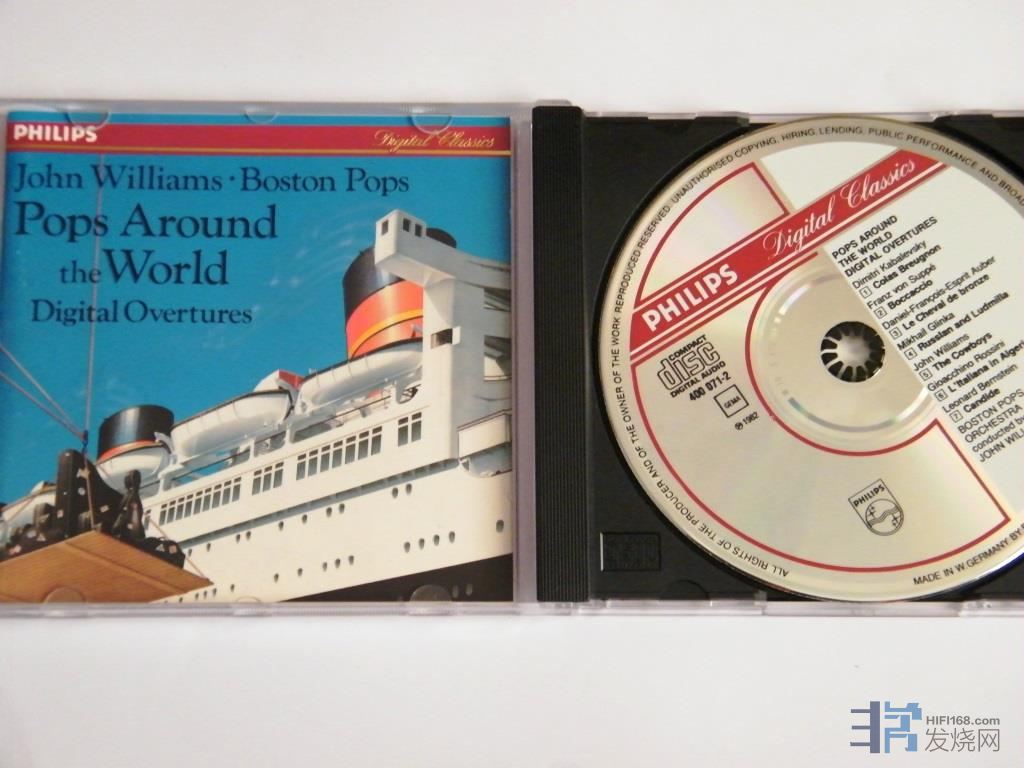 PHILIPS
Digital Classics
John Williams · Boston Pops
Pops Around
the World
Digital Overtures
ALL RIGHTS OF THE PRODUCER AND OF THE OWNER OF THE WORK REPRODUCED RESERVED. UNAUTHORISED COPYING, HIRING, LENDING, PUBLIC PERFORMANCE AND
PHILIPS
Digital Classics
COMPACT
disc
DIGITAL AUDIO
400 071-2
GEMA
℗ 1982
POPS AROUND
THE WORLD
DIGITAL OVERTURES
Dimitri Kabalevsky
1 Colas Breugnon
Franz von Suppé
2 Boccaccio
Daniel-François-Esprit Auber
3 Le Cheval de bronze
Mikhail Glinka
4 Russlan and Ludmilla
John Williams
5 The Cowboys
Gioacchino Rossini
6 L'Italiana in
Leonard Bernstein
7 Candide
BOSTON POPS
ORCHESTRA
conducted
JOHN
PHILIPS
MADE IN W. GERMANY BY
HIFI168.com
发烧网